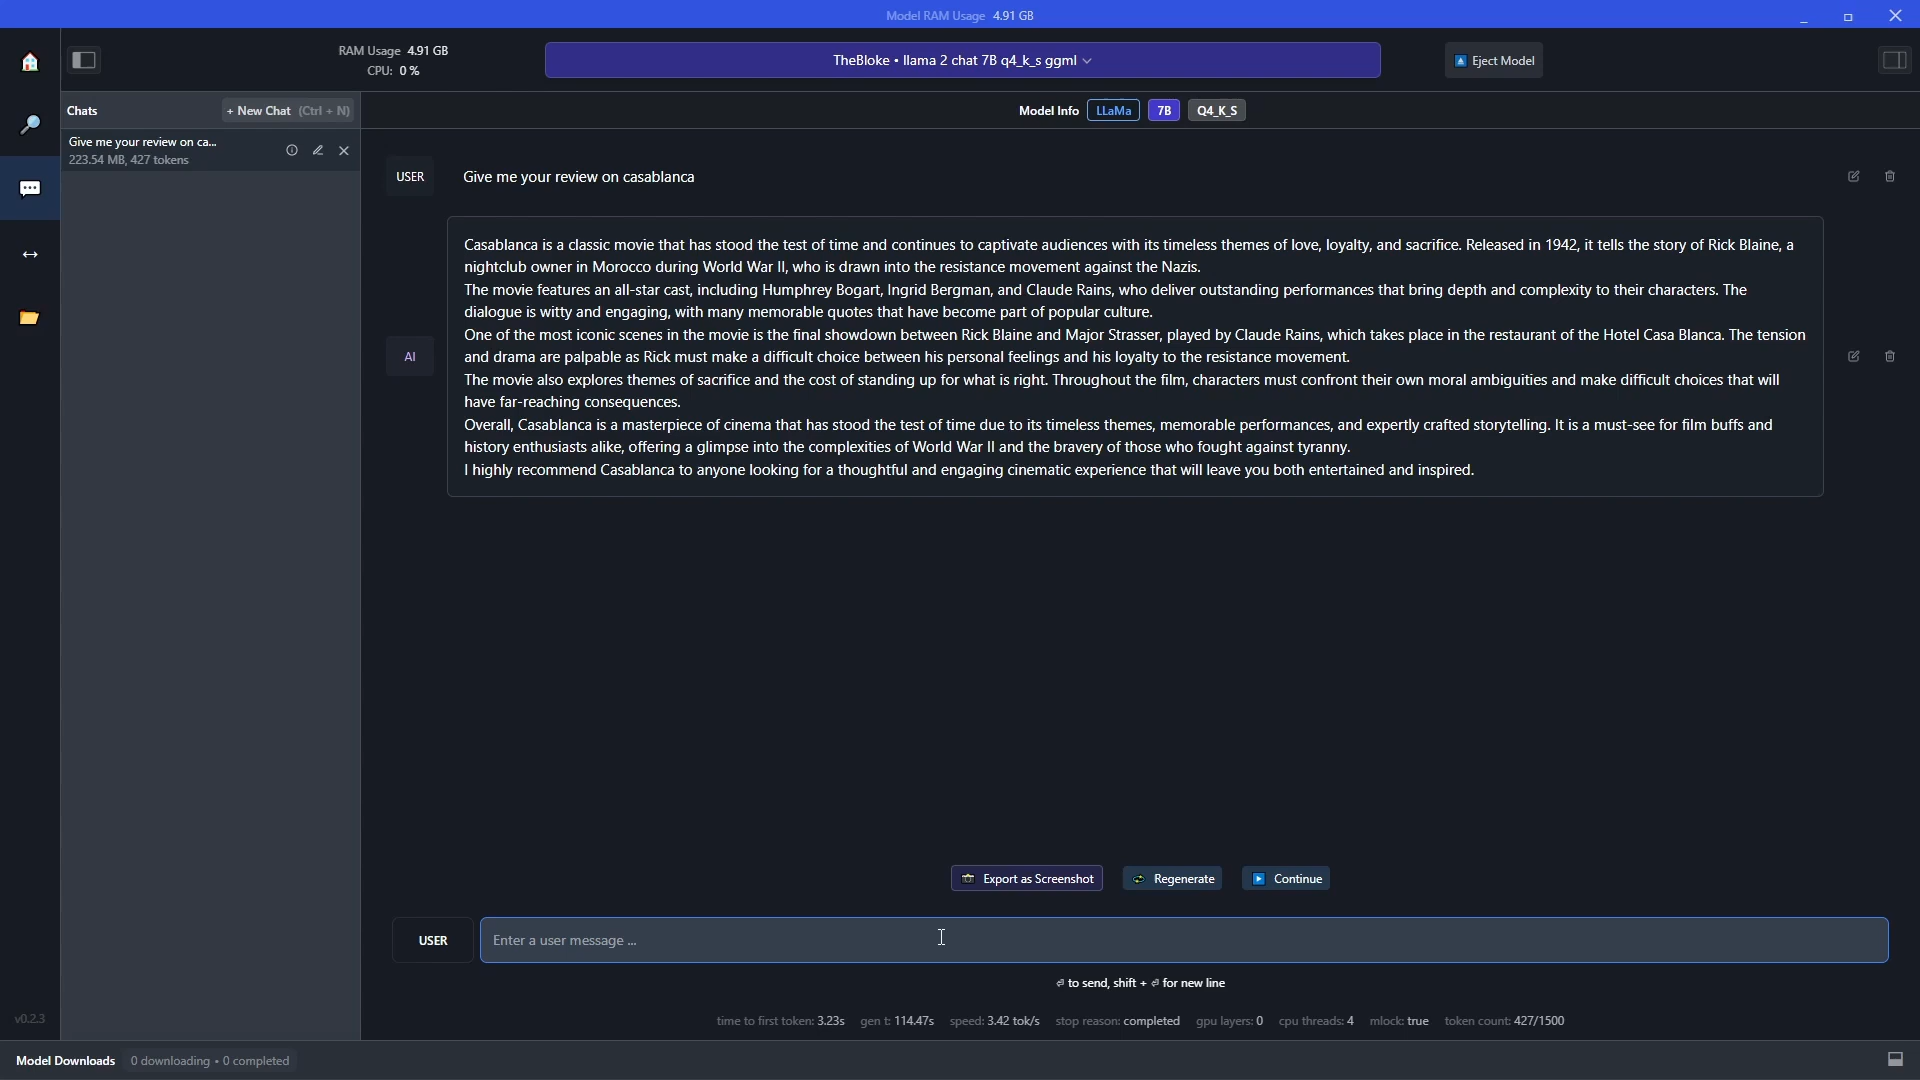 Model RAM Usage 4.91 GB
RAM Usage 4.91 GB
CPU: 0 %
TheBloke • llama 2 chat 7B q4_k_s ggml
Eject Model
Chats
+ New Chat (Ctrl + N)
Model Info LLaMa 7B Q4_K_S
Give me your review on ca...
223.54 MB, 427 tokens
USER
Give me your review on casablanca
AI
Casablanca is a classic movie that has stood the test of time and continues to captivate audiences with its timeless themes of love, loyalty, and sacrifice. Released in 1942, it tells the story of Rick Blaine, a
nightclub owner in Morocco during World War II, who is drawn into the resistance movement against the Nazis.
The movie features an all-star cast, including Humphrey Bogart, Ingrid Bergman, and Claude Rains, who deliver outstanding performances that bring depth and complexity to their characters. The
dialogue is witty and engaging, with many memorable quotes that have become part of popular culture.
One of the most iconic scenes in the movie is the final showdown between Rick Blaine and Major Strasser, played by Claude Rains, which takes place in the restaurant of the Hotel Casa Blanca. The tension
and drama are palpable as Rick must make a difficult choice between his personal feelings and his loyalty to the resistance movement.
The movie also explores themes of sacrifice and the cost of standing up for what is right. Throughout the film, characters must confront their own moral ambiguities and make difficult choices that will
have far-reaching consequences.
Overall, Casablanca is a masterpiece of cinema that has stood the test of time due to its timeless themes, memorable performances, and expertly crafted storytelling. It is a must-see for film buffs and
history enthusiasts alike, offering a glimpse into the complexities of World War II and the bravery of those who fought against tyranny.
I highly recommend Casablanca to anyone looking for a thoughtful and engaging cinematic experience that will leave you both entertained and inspired.
Export as Screenshot
Regenerate
Continue
USER
Enter a user message ...
⏎ to send, shift + ⏎ for new line
time to first token: 3.23s gen t: 114.47s speed: 3.42 tok/s stop reason: completed gpu layers: 0 cpu threads: 4 mlock: true token count: 427/1500
v0.2.3
Model Downloads 0 downloading • 0 completed